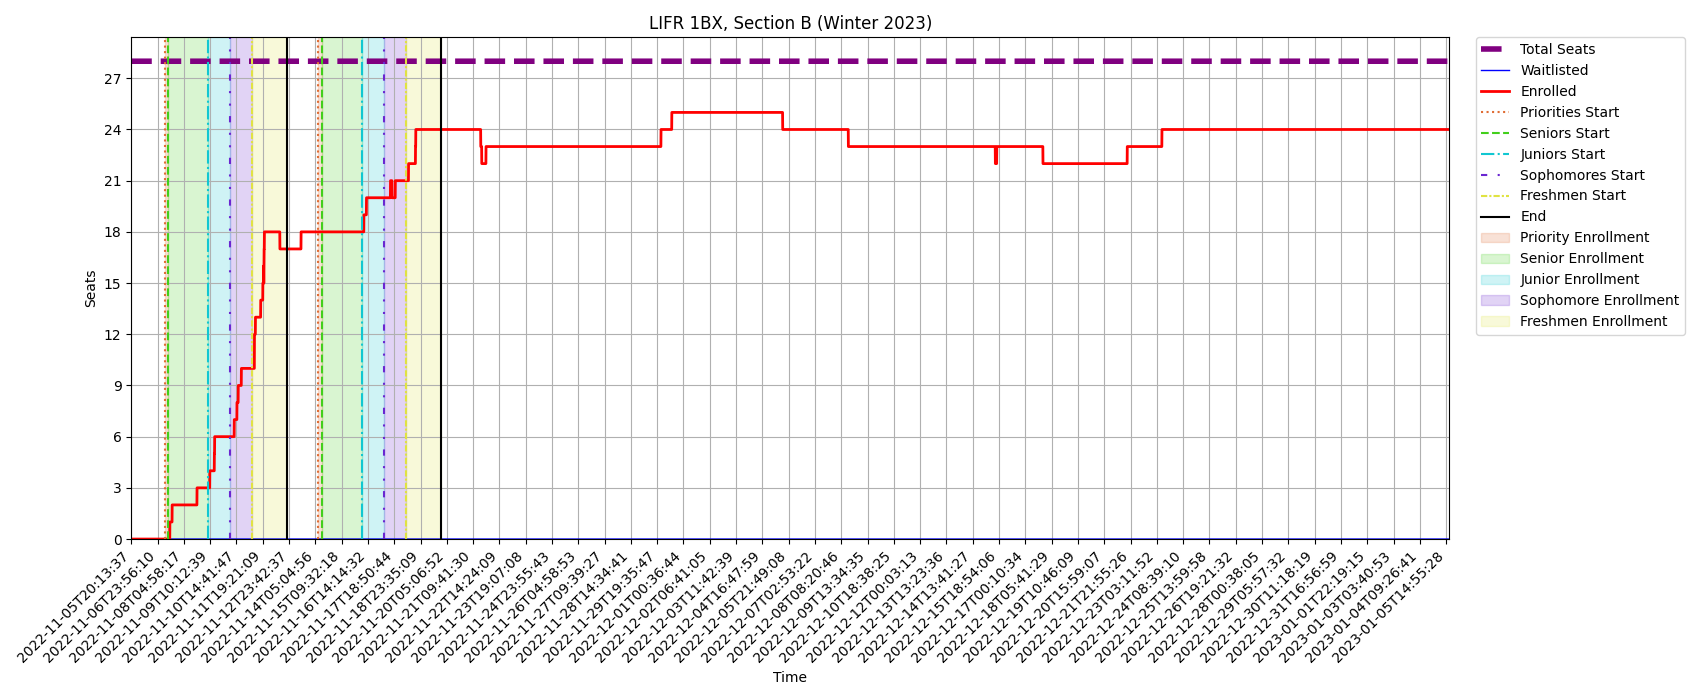 LIFR 1BX, Section B (Winter 2023)
Seats
27
24
21
18
15
12
9
6
3
0
2022-11-05T20:13:37
2022-11-06T23:56:10
2022-11-08T04:58:17
2022-11-09T10:12:39
2022-11-10T14:41:47
2022-11-11T19:21:09
2022-11-12T23:42:37
2022-11-14T05:04:56
2022-11-15T09:32:18
2022-11-16T14:14:32
2022-11-17T18:50:44
2022-11-18T23:35:09
2022-11-20T05:06:52
2022-11-21T09:41:30
2022-11-22T14:24:09
2022-11-23T19:07:08
2022-11-24T23:55:43
2022-11-26T04:58:53
2022-11-27T09:39:27
2022-11-28T14:34:41
2022-11-29T19:35:47
2022-12-01T00:36:44
2022-12-02T06:41:05
2022-12-03T11:42:39
2022-12-04T16:47:59
2022-12-05T21:49:08
2022-12-07T02:53:22
2022-12-08T08:20:46
2022-12-09T13:34:35
2022-12-10T18:38:25
2022-12-12T00:03:13
2022-12-13T13:23:36
2022-12-14T13:41:27
2022-12-15T18:54:06
2022-12-17T00:10:34
2022-12-18T05:41:29
2022-12-19T10:46:09
2022-12-20T15:59:07
2022-12-21T21:55:26
2022-12-23T03:11:52
2022-12-24T08:39:10
2022-12-25T13:59:58
2022-12-26T19:21:32
2022-12-28T00:38:05
2022-12-29T05:57:32
2022-12-30T11:18:19
2022-12-31T16:56:59
2023-01-01T22:19:15
2023-01-03T03:40:53
2023-01-04T09:26:41
2023-01-05T14:55:28
Time
Total Seats
Waitlisted
Enrolled
Priorities Start
Seniors Start
Juniors Start
Sophomores Start
Freshmen Start
End
Priority Enrollment
Senior Enrollment
Junior Enrollment
Sophomore Enrollment
Freshmen Enrollment